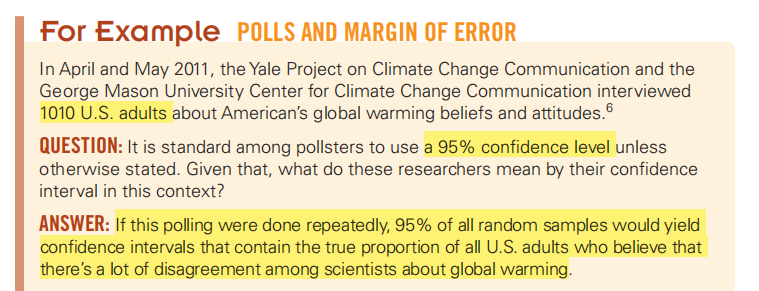 For Example POLLS AND MARGIN OF ERROR
In April and May 2011, the Yale Project on Climate Change Communication and the
George Mason University Center for Climate Change Communication interviewed
1010 U.S. adults about American's global warming beliefs and attitudes.6
QUESTION: It is standard among pollsters to use a 95% confidence level unless
otherwise stated. Given that, what do these researchers mean by their confidence
interval in this context?
ANSWER: If this polling were done repeatedly, 95% of all random samples would yield
confidence intervals that contain the true proportion of all U.S. adults who believe that
there's a lot of disagreement among scientists about global warming.